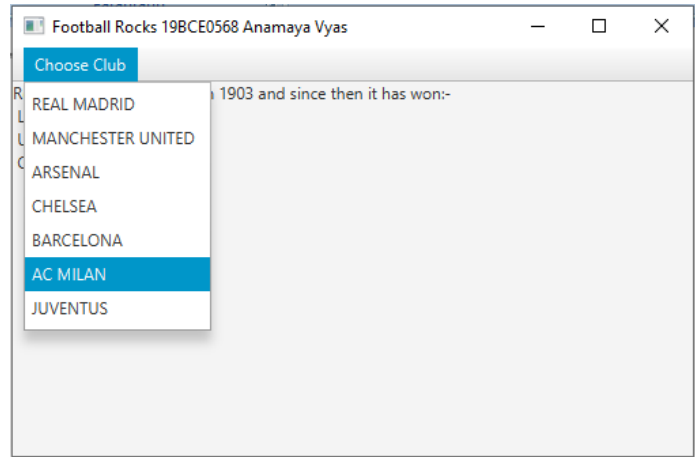 Football Rocks 19BCE0568 Anamaya Vyas
Choose Club
1903 and since then it has won:-
REAL MADRID
MANCHESTER UNITED
ARSENAL
CHELSEA
BARCELONA
AC MILAN
JUVENTUS